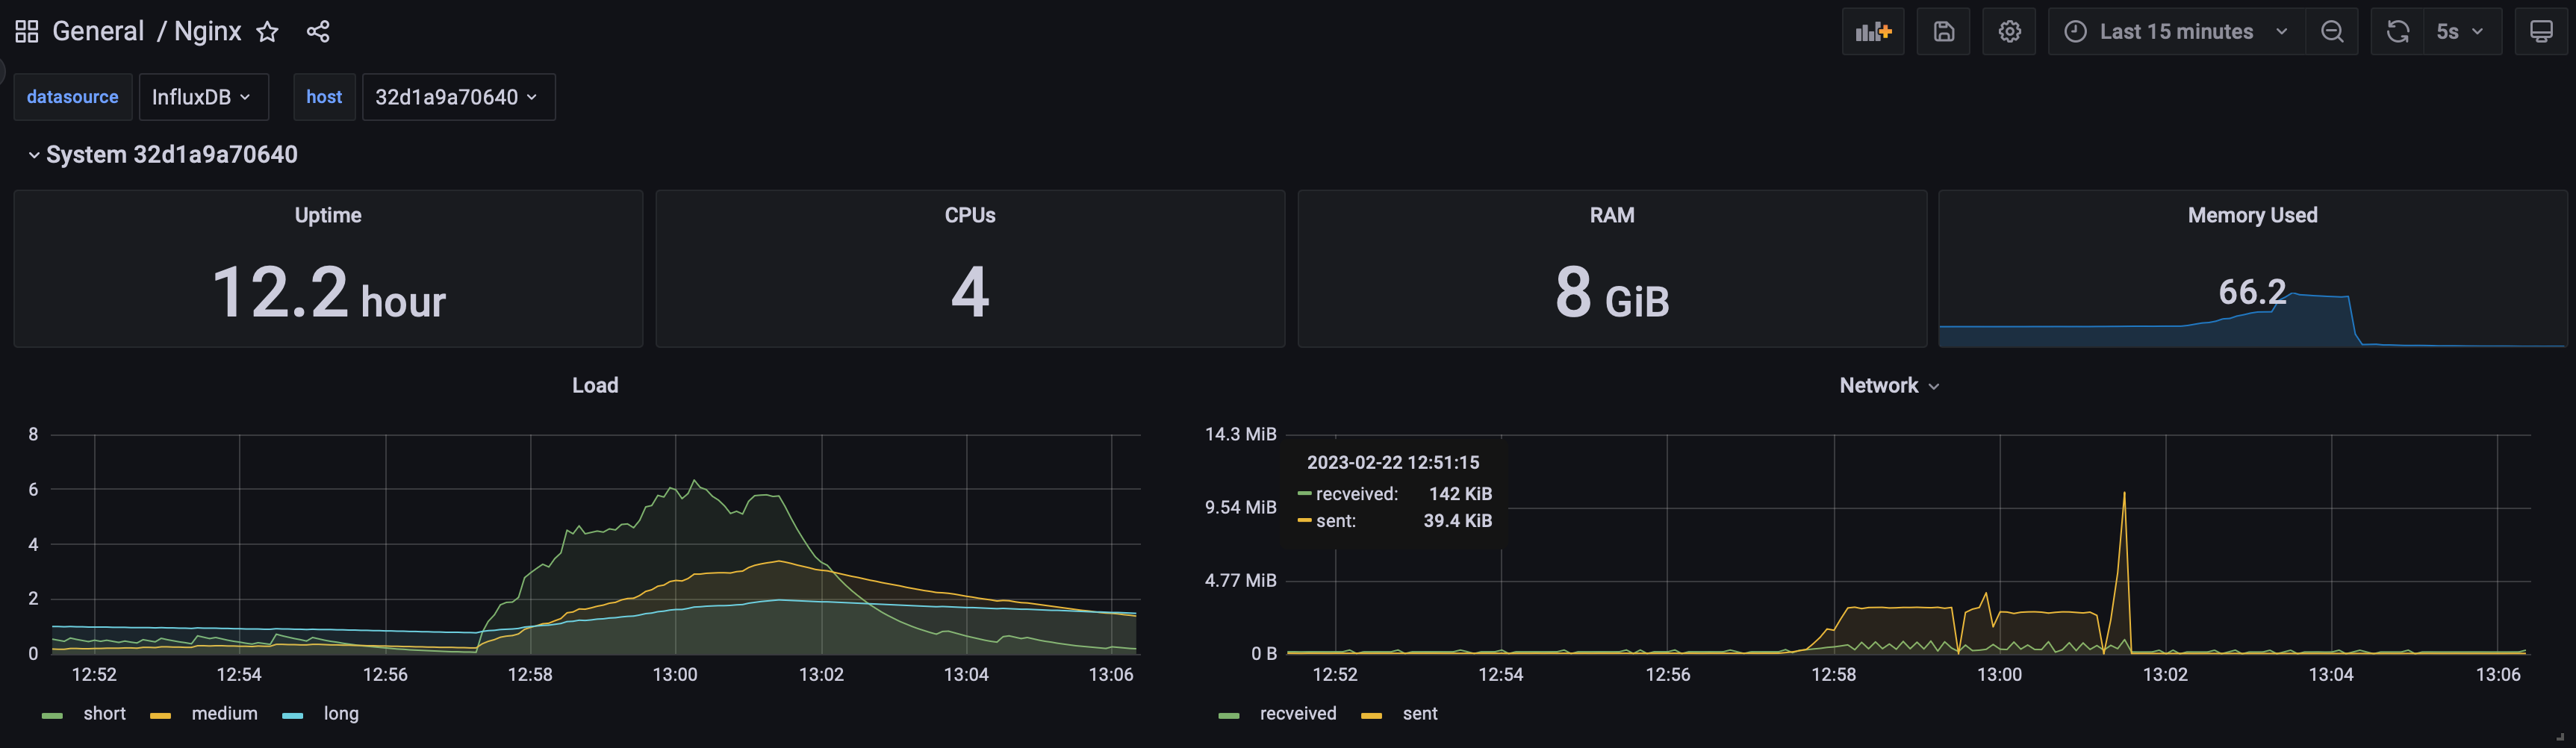 General / Nginx
Last 15 minutes
5s
datasource
InfluxDB
host
32d1a9a70640
System 32d1a9a70640
Uptime
12.2 hour
CPUs
4
RAM
8 GiB
Memory Used
66.2
Load
8
6
4
2
0
12:52 12:54 12:56 12:58 13:00 13:02 13:04 13:06
short medium long
Network
14.3 MiB
9.54 MiB
4.77 MiB
0 B
2023-02-22 12:51:15
recveived: 142 KiB
sent: 39.4 KiB
12:52 12:54 12:56 12:58 13:00 13:02 13:04 13:06
recveived sent